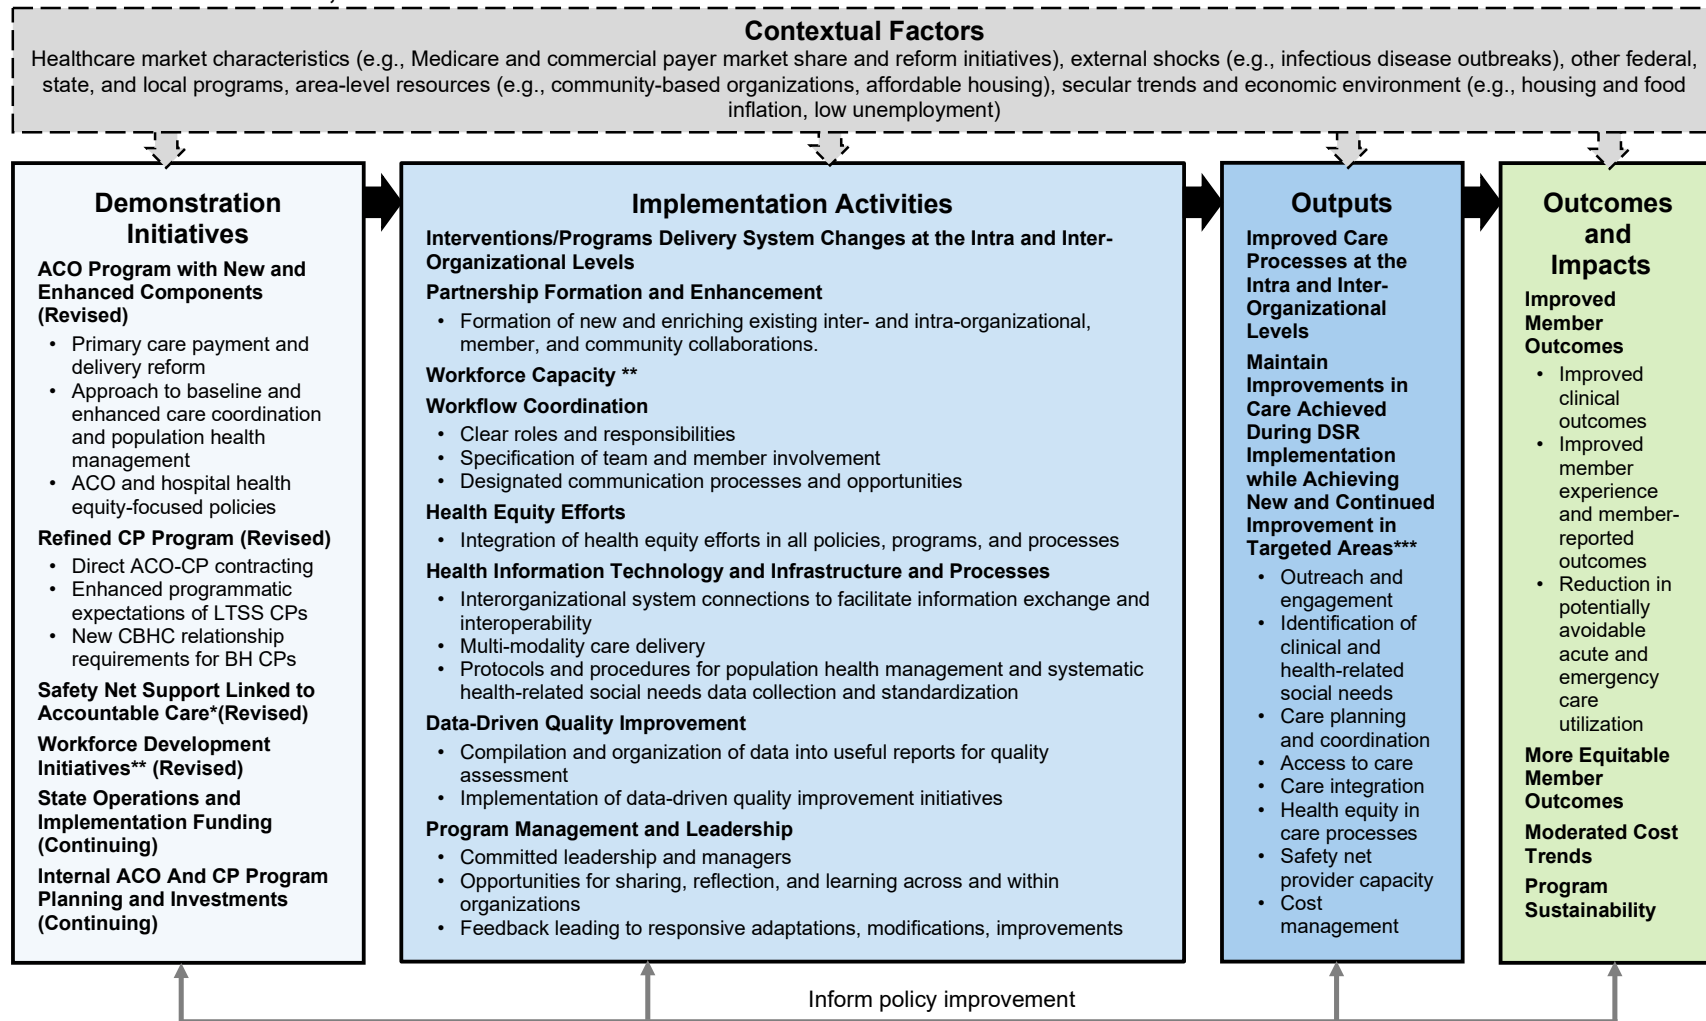 Contextual Factors
Healthcare market characteristics (e.g., Medicare and commercial payer market share and reform initiatives), external shocks (e.g., infectious disease outbreaks), other federal,
state, and local programs, area-level resources (e.g., community-based organizations, affordable housing), secular trends and economic environment (e.g., housing and food
inflation, low unemployment)
Demonstration
Initiatives
ACO Program with New and
Enhanced Components
(Revised)
• Primary care payment and
delivery reform
• Approach to baseline and
enhanced care coordination
and population health
management
• ACO and hospital health
equity-focused policies
Refined CP Program (Revised)
• Direct ACO-CP contracting
• Enhanced programmatic
expectations of LTSS CPs
• New CBHC relationship
requirements for BH CPs
Safety Net Support Linked to
Accountable Care*(Revised)
Workforce Development
Initiatives** (Revised)
State Operations and
Implementation Funding
(Continuing)
Internal ACO And CP Program
Planning and Investments
(Continuing)
Implementation Activities
Interventions/Programs Delivery System Changes at the Intra and Inter-
Organizational Levels
Partnership Formation and Enhancement
• Formation of new and enriching existing inter- and intra-organizational,
member, and community collaborations.
Workforce Capacity **
Workflow Coordination
• Clear roles and responsibilities
• Specification of team and member involvement
• Designated communication processes and opportunities
Health Equity Efforts
• Integration of health equity efforts in all policies, programs, and processes
Health Information Technology and Infrastructure and Processes
• Interorganizational system connections to facilitate information exchange and
interoperability
• Multi-modality care delivery
• Protocols and procedures for population health management and systematic
health-related social needs data collection and standardization
Data-Driven Quality Improvement
• Compilation and organization of data into useful reports for quality
assessment
• Implementation of data-driven quality improvement initiatives
Program Management and Leadership
• Committed leadership and managers
• Opportunities for sharing, reflection, and learning across and within
organizations
• Feedback leading to responsive adaptations, modifications, improvements
Outputs
Improved Care
Processes at the
Intra and Inter-
Organizational
Levels
Maintain
Improvements in
Care Achieved
During DSR
Implementation
while Achieving
New and Continued
Improvement in
Targeted Areas***
• Outreach and
engagement
• Identification of
clinical and
health-related
social needs
• Care planning
and coordination
• Access to care
• Care integration
• Health equity in
care processes
• Safety net
provider capacity
• Cost
management
Outcomes
and
Impacts
Improved
Member
Outcomes
• Improved
clinical
outcomes
• Improved
member
experience
and member-
reported
outcomes
• Reduction in
potentially
avoidable
acute and
emergency
care
utilization
More Equitable
Member
Outcomes
Moderated Cost
Trends
Program
Sustainability
Inform policy improvement